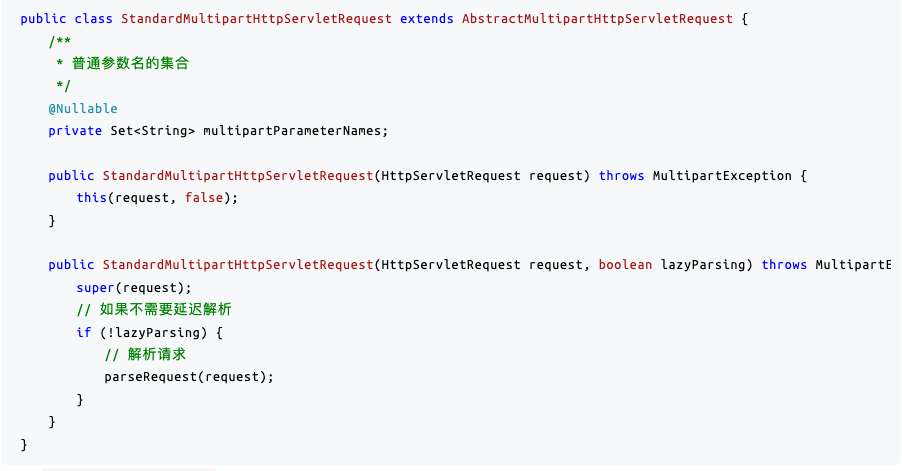 public class StandardMultipartHttpServletRequest extends AbstractMultipartHttpServletRequest {
/**
* 普通参数名的集合
*/
@Nullable
private Set<String> multipartParameterNames;
public StandardMultipartHttpServletRequest(HttpServletRequest request) throws MultipartException {
this(request, false);
}
public StandardMultipartHttpServletRequest(HttpServletRequest request, boolean lazyParsing) throws MultipartE
super(request);
// 如果不需要延迟解析
if (!lazyParsing) {
// 解析请求
parseRequest(request);
}
}
}